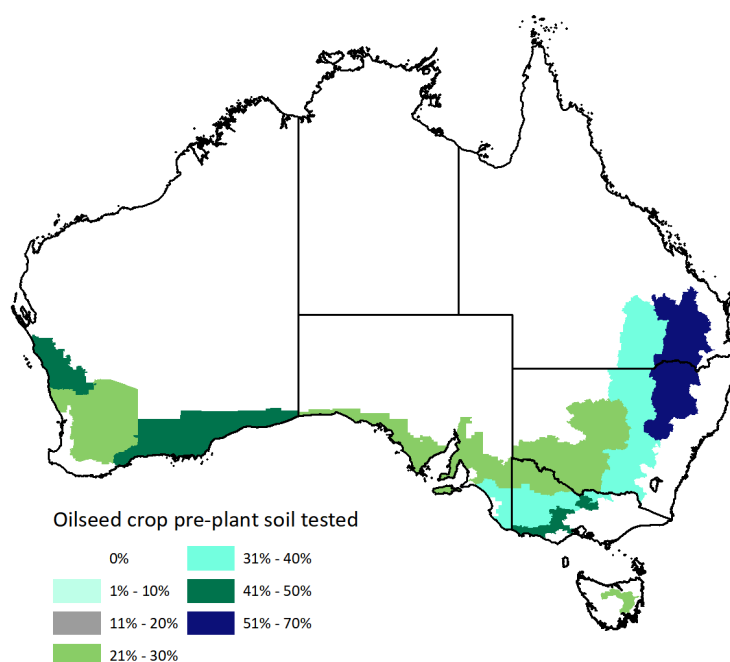 Oilseed crop pre-plant soil tested
0%
1% - 10%
11% - 20%
21% - 30%
31% - 40%
41% - 50%
51% - 70%